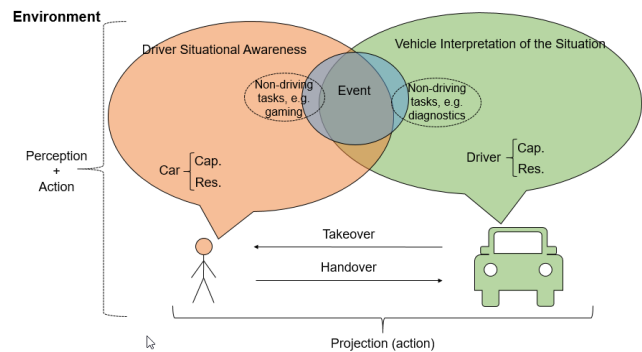 Environment
Driver Situational Awareness
Vehicle Interpretation of the Situation
Non-driving
tasks, e.g.
gaming
Event
Non-driving
tasks, e.g.
diagnostics
Car
Cap.
Res.
Driver
Cap.
Res.
Perception
+
Action
Takeover
Handover
Projection (action)